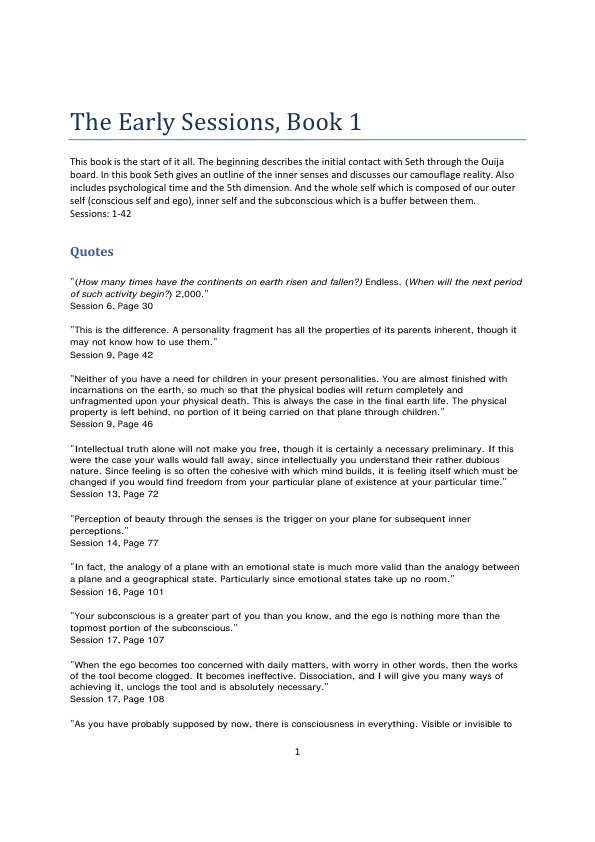 The Early Sessions, Book 1
This book is the start of it all. The beginning describes the initial contact with Seth through the Ouija
board. In this book Seth gives an outline of the inner senses and discusses our camouflage reality. Also
includes psychological time and the 5th dimension. And the whole self which is composed of our outer
self (conscious self and ego), inner self and the subconscious which is a buffer between them.
Sessions: 1-42
Quotes
"(How many times have the continents on earth risen and fallen?) Endless. (When will the next period
of such activity begin?) 2,000."
Session 6, Page 30
"This is the difference. A personality fragment has all the properties of its parents inherent, though it
may not know how to use them."
Session 9, Page 42
"Neither of you have a need for children in your present personalities. You are almost finished with
incarnations on the earth, so much so that the physical bodies will return completely and
unfragmented upon your physical death. This is always the case in the final earth life. The physical
property is left behind, no portion of it being carried on that plane through children."
Session 9, Page 46
"Intellectual truth alone will not make you free, though it is certainly a necessary preliminary. If this
were the case your walls would fall away, since intellectually you understand their rather dubious
nature. Since feeling is so often the cohesive with which mind builds, it is feeling itself which must be
changed if you would find freedom from your particular plane of existence at your particular time."
Session 13, Page 72
"Perception of beauty through the senses is the trigger on your plane for subsequent inner
perceptions."
Session 14, Page 77
"In fact, the analogy of a plane with an emotional state is much more valid than the analogy between
a plane and a geographical state. Particularly since emotional states take up no room."
Session 16, Page 101
"Your subconscious is a greater part of you than you know, and the ego is nothing more than the
topmost portion of the subconscious."
Session 17, Page 107
"When the ego becomes too concerned with daily matters, with worry in other words, then the works
of the tool become clogged. It becomes ineffective. Dissociation, and I will give you many ways of
achieving it, unclogs the tool and is absolutely necessary."
Session 17, Page 108
"As you have probably supposed by now, there is consciousness in everything. Visible or invisible to
1